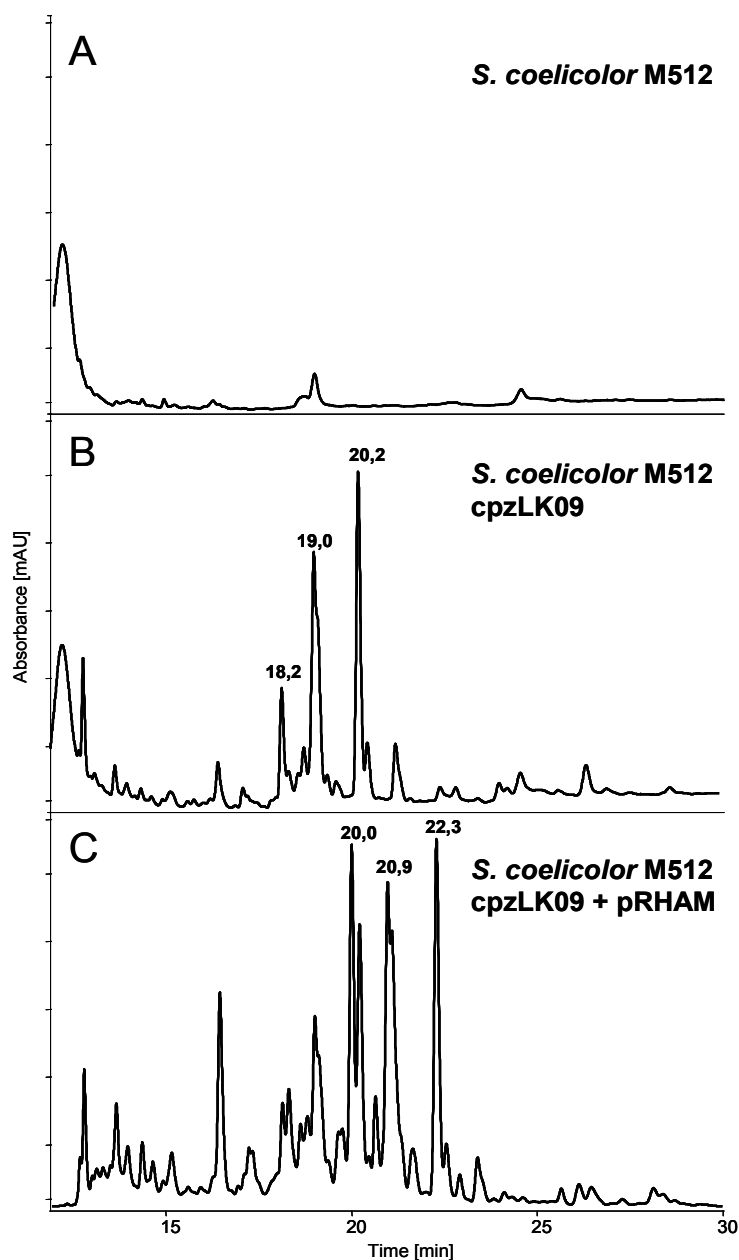 A
S. coelicolor M512
B
20,2
S. coelicolor M512
cpzLK09
19,0
18,2
Absorbance [mAU]
C
20,0
22,3
20,9
S. coelicolor M512
cpzLK09 + pRHAM
15
20
25
30
Time [min]